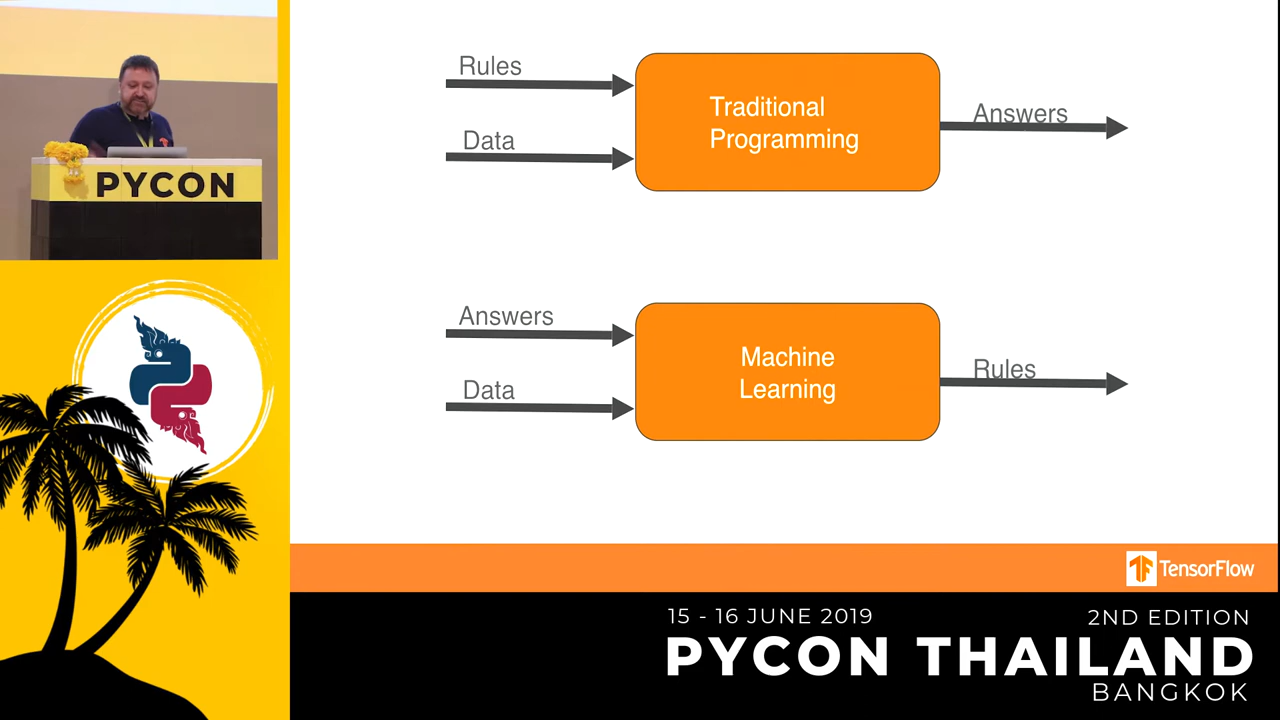 Rules
Data
Traditional
Programming
Answers
Answers
Data
Machine
Learning
Rules
PYCON
TensorFlow
15 - 16 JUNE 2019
2ND EDITION
PYCON THAILAND
BANGKOK